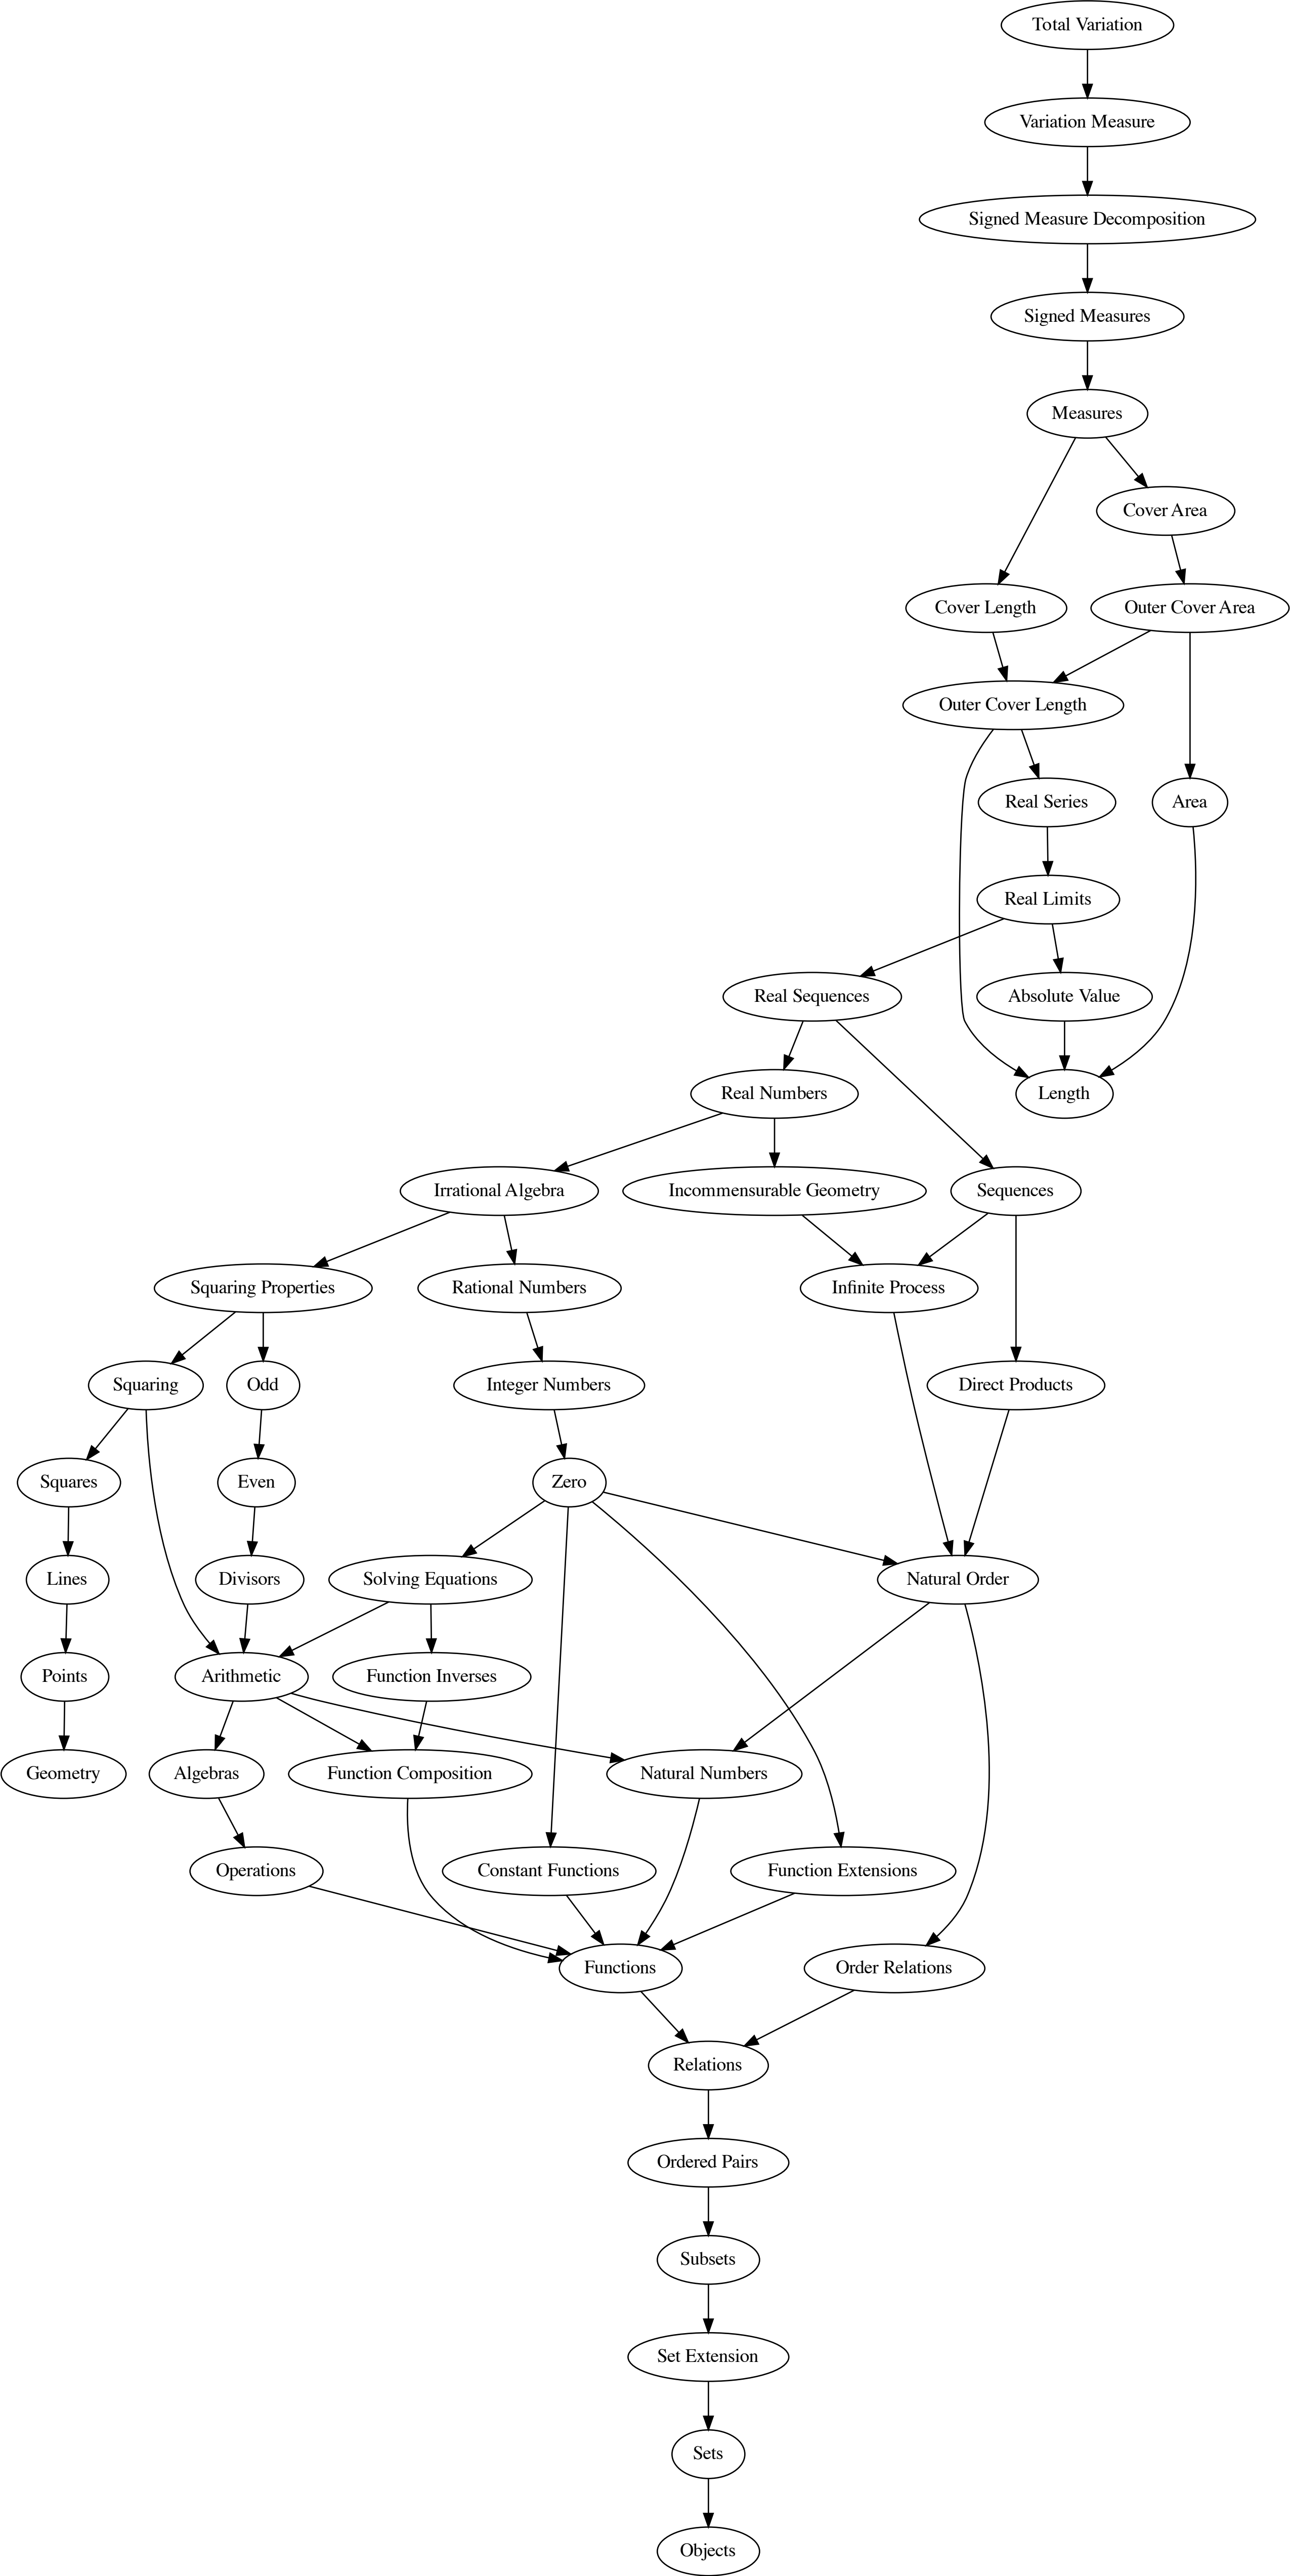 Total Variation
Variation Measure
Signed Measure Decomposition
Signed Measures
Measures
Cover Area
Cover Length
Outer Cover Area
Outer Cover Length
Real Series
Area
Real Limits
Real Sequences
Absolute Value
Real Numbers
Length
Irrational Algebra
Incommensurable Geometry
Sequences
Squaring Properties
Rational Numbers
Infinite Process
Squaring
Odd
Integer Numbers
Direct Products
Squares
Even
Zero
Lines
Divisors
Solving Equations
Natural Order
Points
Arithmetic
Function Inverses
Geometry
Algebras
Function Composition
Natural Numbers
Operations
Constant Functions
Function Extensions
Functions
Order Relations
Relations
Ordered Pairs
Subsets
Set Extension
Sets
Objects